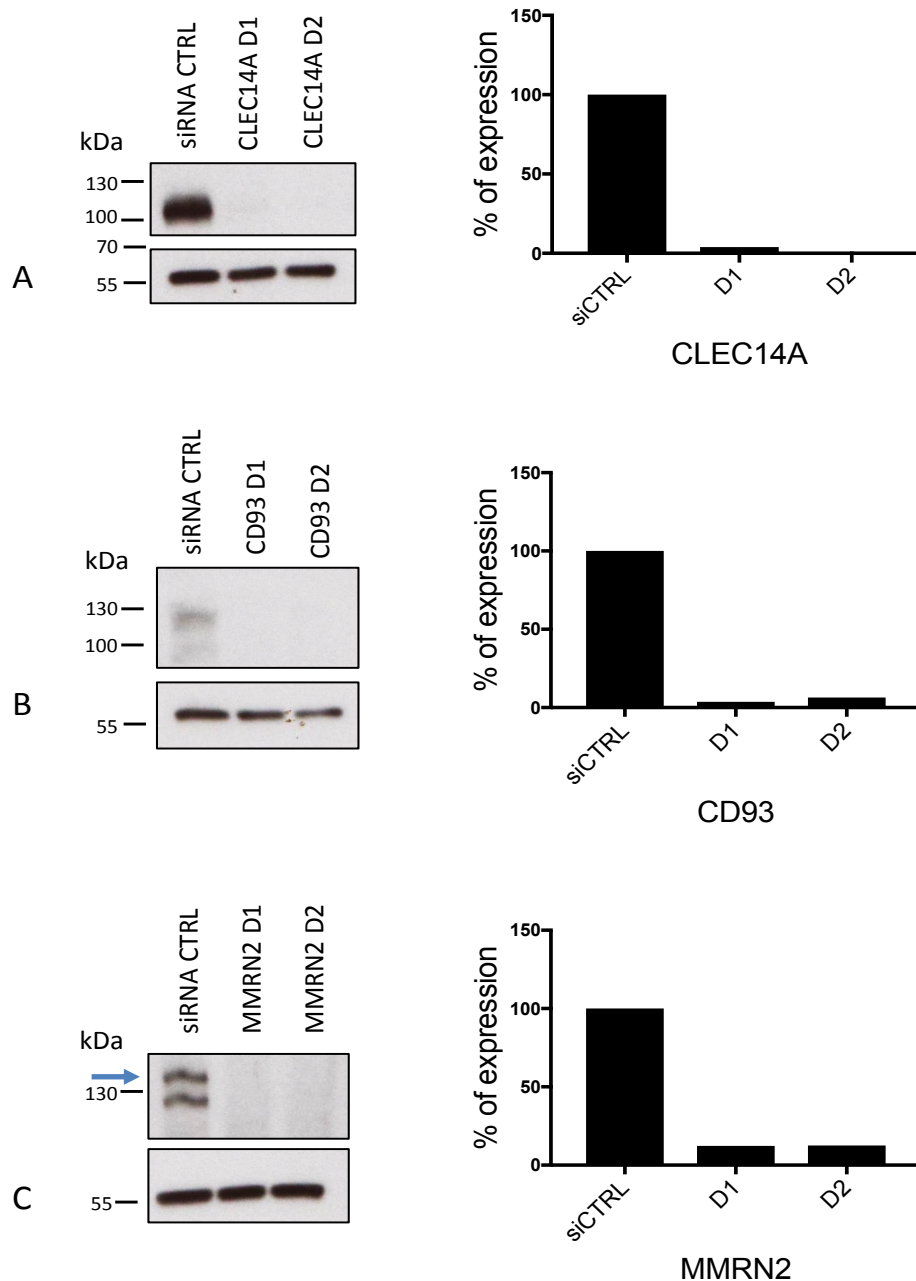 siRNA CTRL
CLEC14A D1
CLEC14A D2
kDa
130
100
70
55
A
% of expression
150
100
50
0
siCTRL
D1
D2
CLEC14A
siRNA CTRL
CD93 D1
CD93 D2
kDa
130
100
55
B
% of expression
150
100
50
0
siCTRL
D1
D2
CD93
siRNA CTRL
MMRN2 D1
MMRN2 D2
kDa
130
55
C
% of expression
150
100
50
0
siCTRL
D1
D2
MMRN2